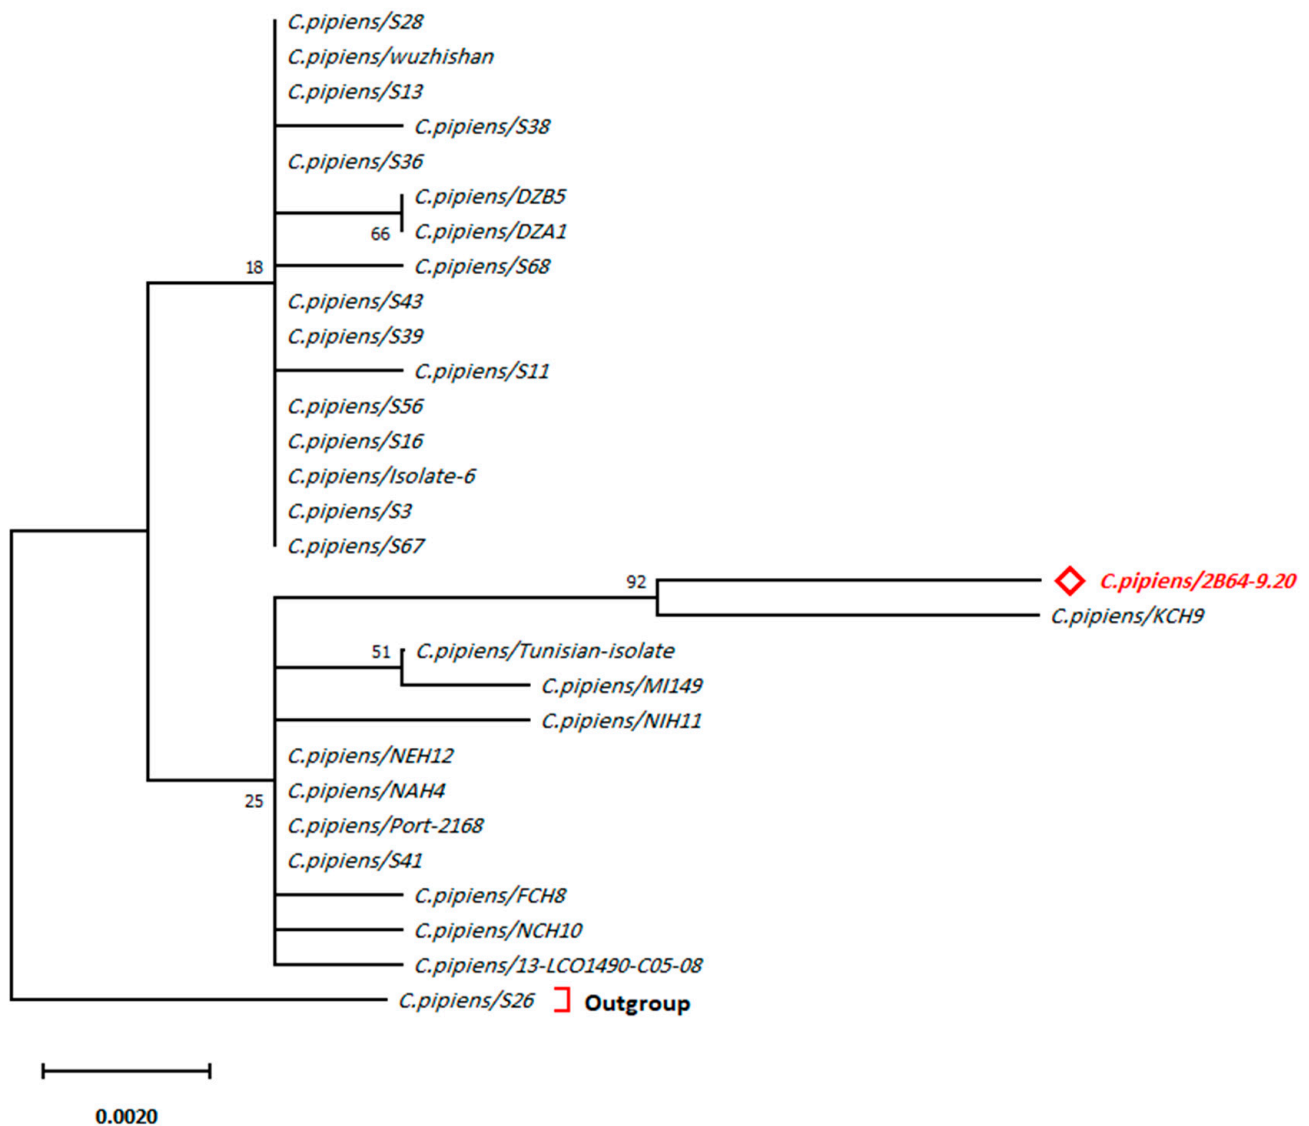 C.pipiens/S28
C.pipiens/wuzhishan
C.pipiens/S13
C.pipiens/S38
C.pipiens/S36
C.pipiens/DZB5
66 C.pipiens/DZA1
18 C.pipiens/S68
C.pipiens/S43
C.pipiens/S39
C.pipiens/S11
C.pipiens/S56
C.pipiens/S16
C.pipiens/Isolate-6
C.pipiens/S3
C.pipiens/S67
92 C.pipiens/2B64-9.20
C.pipiens/KCH9
51 C.pipiens/Tunisian-isolate
C.pipiens/MI149
C.pipiens/NIH11
C.pipiens/NEH12
C.pipiens/NAH4
25
C.pipiens/Port-2168
C.pipiens/S41
C.pipiens/FCH8
C.pipiens/NCH10
C.pipiens/13-LCO1490-C05-08
C.pipiens/S26 Outgroup
0.0020